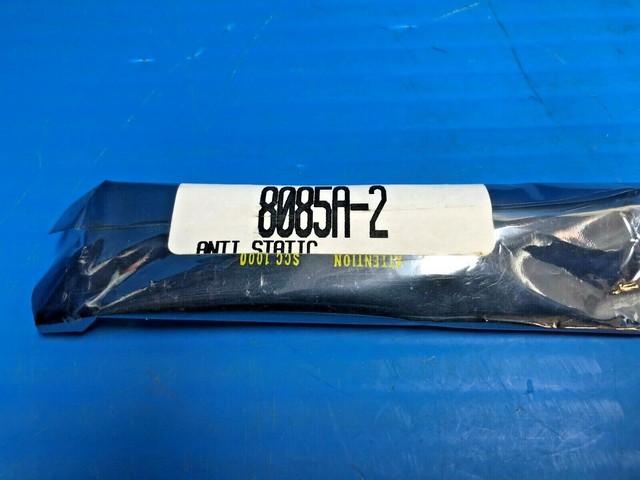 8085A-2
ANTI STATIC
SCC 1000 ATTENTION